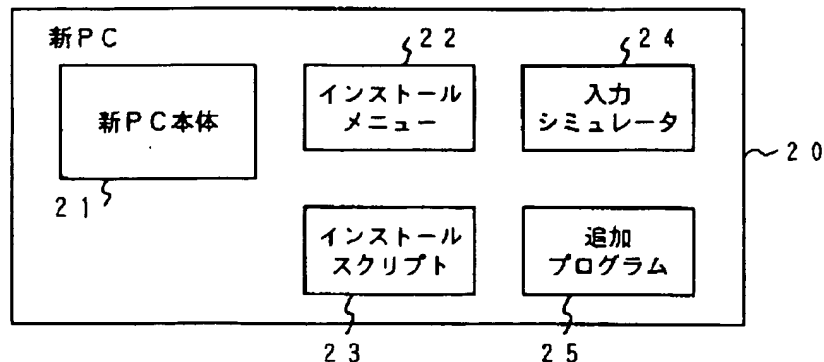 新PC
22
24
新PC本体
インストール
メニュー
入力
シミュレータ
20
21
インストール
スクリプト
追加
プログラム
23
25